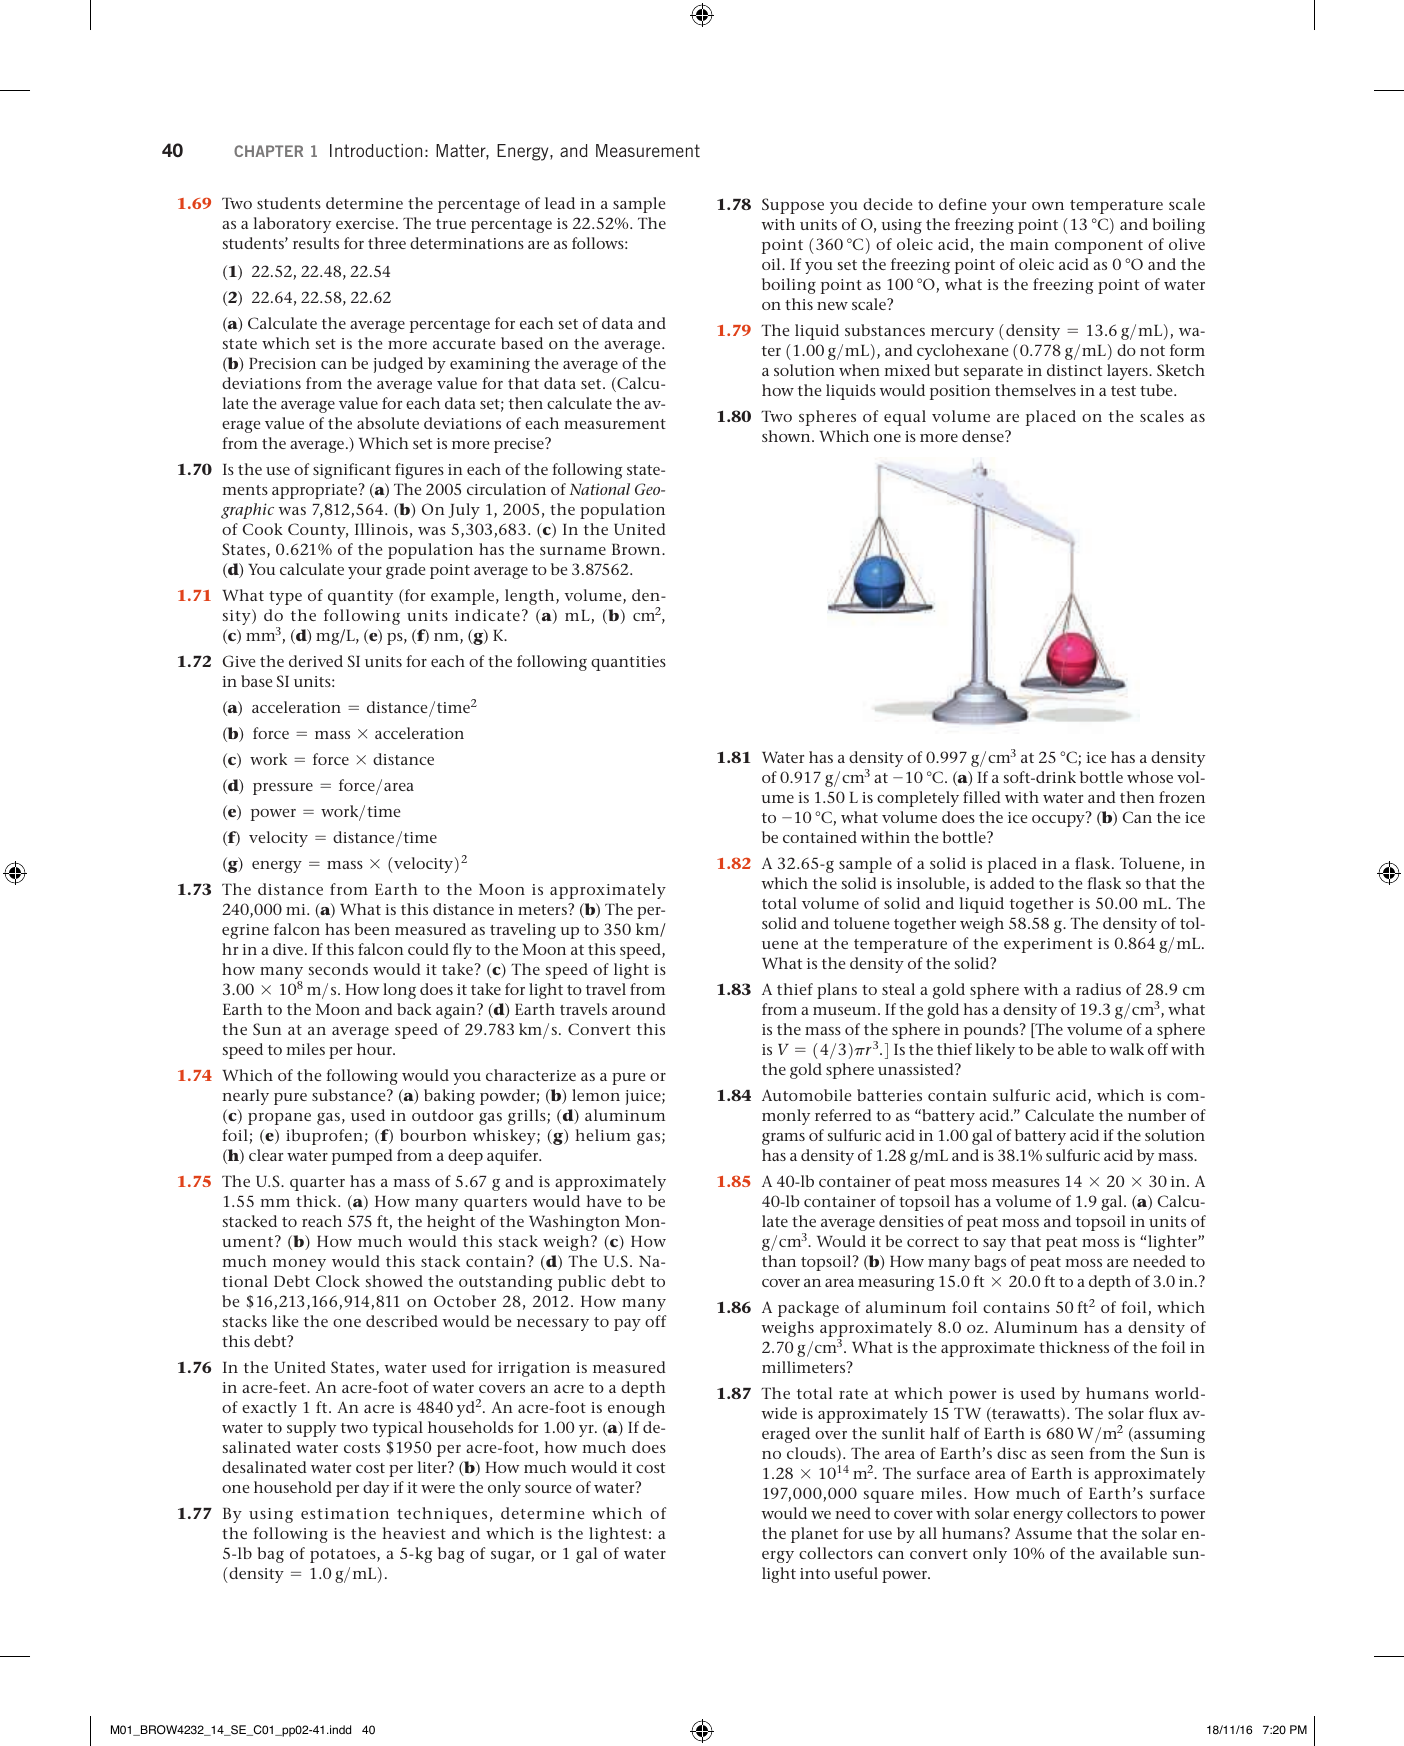 40 CHAPTER 1 Introduction: Matter, Energy, and Measurement
1.69 Two students determine the percentage of lead in a sample
as a laboratory exercise. The true percentage is 22.52%. The
students’ results for three determinations are as follows:
(1) 22.52, 22.48, 22.54
(2) 22.64, 22.58, 22.62
(a) Calculate the average percentage for each set of data and
state which set is the more accurate based on the average.
(b) Precision can be judged by examining the average of the
deviations from the average value for that data set. (Calcu-
late the average value for each data set; then calculate the av-
erage value of the absolute deviations of each measurement
from the average.) Which set is more precise?
1.70 Is the use of significant figures in each of the following state-
ments appropriate? (a) The 2005 circulation of National Geo-
graphic was 7,812,564. (b) On July 1, 2005, the population
of Cook County, Illinois, was 5,303,683. (c) In the United
States, 0.621% of the population has the surname Brown.
(d) You calculate your grade point average to be 3.87562.
1.71 What type of quantity (for example, length, volume, den-
sity) do the following units indicate? (a) mL, (b) cm²,
(c) mm³, (d) mg/L, (e) ps, (f) nm, (g) K.
1.72 Give the derived SI units for each of the following quantities
in base SI units:
(a) acceleration = distance/time²
(b) force = mass × acceleration
(c) work = force × distance
(d) pressure = force/area
(e) power = work/time
(f) velocity = distance/time
(g) energy = mass × (velocity)²
1.73 The distance from Earth to the Moon is approximately
240,000 mi. (a) What is this distance in meters? (b) The per-
egrine falcon has been measured as traveling up to 350 km/
hr in a dive. If this falcon could fly to the Moon at this speed,
how many seconds would it take? (c) The speed of light is
3.00 × 10⁸ m/s. How long does it take for light to travel from
Earth to the Moon and back again? (d) Earth travels around
the Sun at an average speed of 29.783 km/s. Convert this
speed to miles per hour.
1.74 Which of the following would you characterize as a pure or
nearly pure substance? (a) baking powder; (b) lemon juice;
(c) propane gas, used in outdoor gas grills; (d) aluminum
foil; (e) ibuprofen; (f) bourbon whiskey; (g) helium gas;
(h) clear water pumped from a deep aquifer.
1.75 The U.S. quarter has a mass of 5.67 g and is approximately
1.55 mm thick. (a) How many quarters would have to be
stacked to reach 575 ft, the height of the Washington Mon-
ument? (b) How much would this stack weigh? (c) How
much money would this stack contain? (d) The U.S. Na-
tional Debt Clock showed the outstanding public debt to
be $16,213,166,914,811 on October 28, 2012. How many
stacks like the one described would be necessary to pay off
this debt?
1.76 In the United States, water used for irrigation is measured
in acre-feet. An acre-foot of water covers an acre to a depth
of exactly 1 ft. An acre is 4840 yd². An acre-foot is enough
water to supply two typical households for 1.00 yr. (a) If de-
salinated water costs $1950 per acre-foot, how much does
desalinated water cost per liter? (b) How much would it cost
one household per day if it were the only source of water?
1.77 By using estimation techniques, determine which of
the following is the heaviest and which is the lightest: a
5-lb bag of potatoes, a 5-kg bag of sugar, or 1 gal of water
(density = 1.0 g/mL).
1.78 Suppose you decide to define your own temperature scale
with units of O, using the freezing point (13 °C) and boiling
point (360 °C) of oleic acid, the main component of olive
oil. If you set the freezing point of oleic acid as 0 °O and the
boiling point as 100 °O, what is the freezing point of water
on this new scale?
1.79 The liquid substances mercury (density = 13.6 g/mL), wa-
ter (1.00 g/mL), and cyclohexane (0.778 g/mL) do not form
a solution when mixed but separate in distinct layers. Sketch
how the liquids would position themselves in a test tube.
1.80 Two spheres of equal volume are placed on the scales as
shown. Which one is more dense?
1.81 Water has a density of 0.997 g/cm³ at 25 °C; ice has a density
of 0.917 g/cm³ at −10 °C. (a) If a soft-drink bottle whose vol-
ume is 1.50 L is completely filled with water and then frozen
to −10 °C, what volume does the ice occupy? (b) Can the ice
be contained within the bottle?
1.82 A 32.65-g sample of a solid is placed in a flask. Toluene, in
which the solid is insoluble, is added to the flask so that the
total volume of solid and liquid together is 50.00 mL. The
solid and toluene together weigh 58.58 g. The density of tol-
uene at the temperature of the experiment is 0.864 g/mL.
What is the density of the solid?
1.83 A thief plans to steal a gold sphere with a radius of 28.9 cm
from a museum. If the gold has a density of 19.3 g/cm³, what
is the mass of the sphere in pounds? [The volume of a sphere
is V = (4/3)πr³.] Is the thief likely to be able to walk off with
the gold sphere unassisted?
1.84 Automobile batteries contain sulfuric acid, which is com-
monly referred to as “battery acid.” Calculate the number of
grams of sulfuric acid in 1.00 gal of battery acid if the solution
has a density of 1.28 g/mL and is 38.1% sulfuric acid by mass.
1.85 A 40-lb container of peat moss measures 14 × 20 × 30 in. A
40-lb container of topsoil has a volume of 1.9 gal. (a) Calcu-
late the average densities of peat moss and topsoil in units of
g/cm³. Would it be correct to say that peat moss is “lighter”
than topsoil? (b) How many bags of peat moss are needed to
cover an area measuring 15.0 ft × 20.0 ft to a depth of 3.0 in.?
1.86 A package of aluminum foil contains 50 ft² of foil, which
weighs approximately 8.0 oz. Aluminum has a density of
2.70 g/cm³. What is the approximate thickness of the foil in
millimeters?
1.87 The total rate at which power is used by humans world-
wide is approximately 15 TW (terawatts). The solar flux av-
eraged over the sunlit half of Earth is 680 W/m² (assuming
no clouds). The area of Earth’s disc as seen from the Sun is
1.28 × 10¹⁴ m². The surface area of Earth is approximately
197,000,000 square miles. How much of Earth’s surface
would we need to cover with solar energy collectors to power
the planet for use by all humans? Assume that the solar en-
ergy collectors can convert only 10% of the available sun-
light into useful power.
M01_BROW4232_14_SE_C01_pp02-41.indd 40 18/11/16 7:20 PM